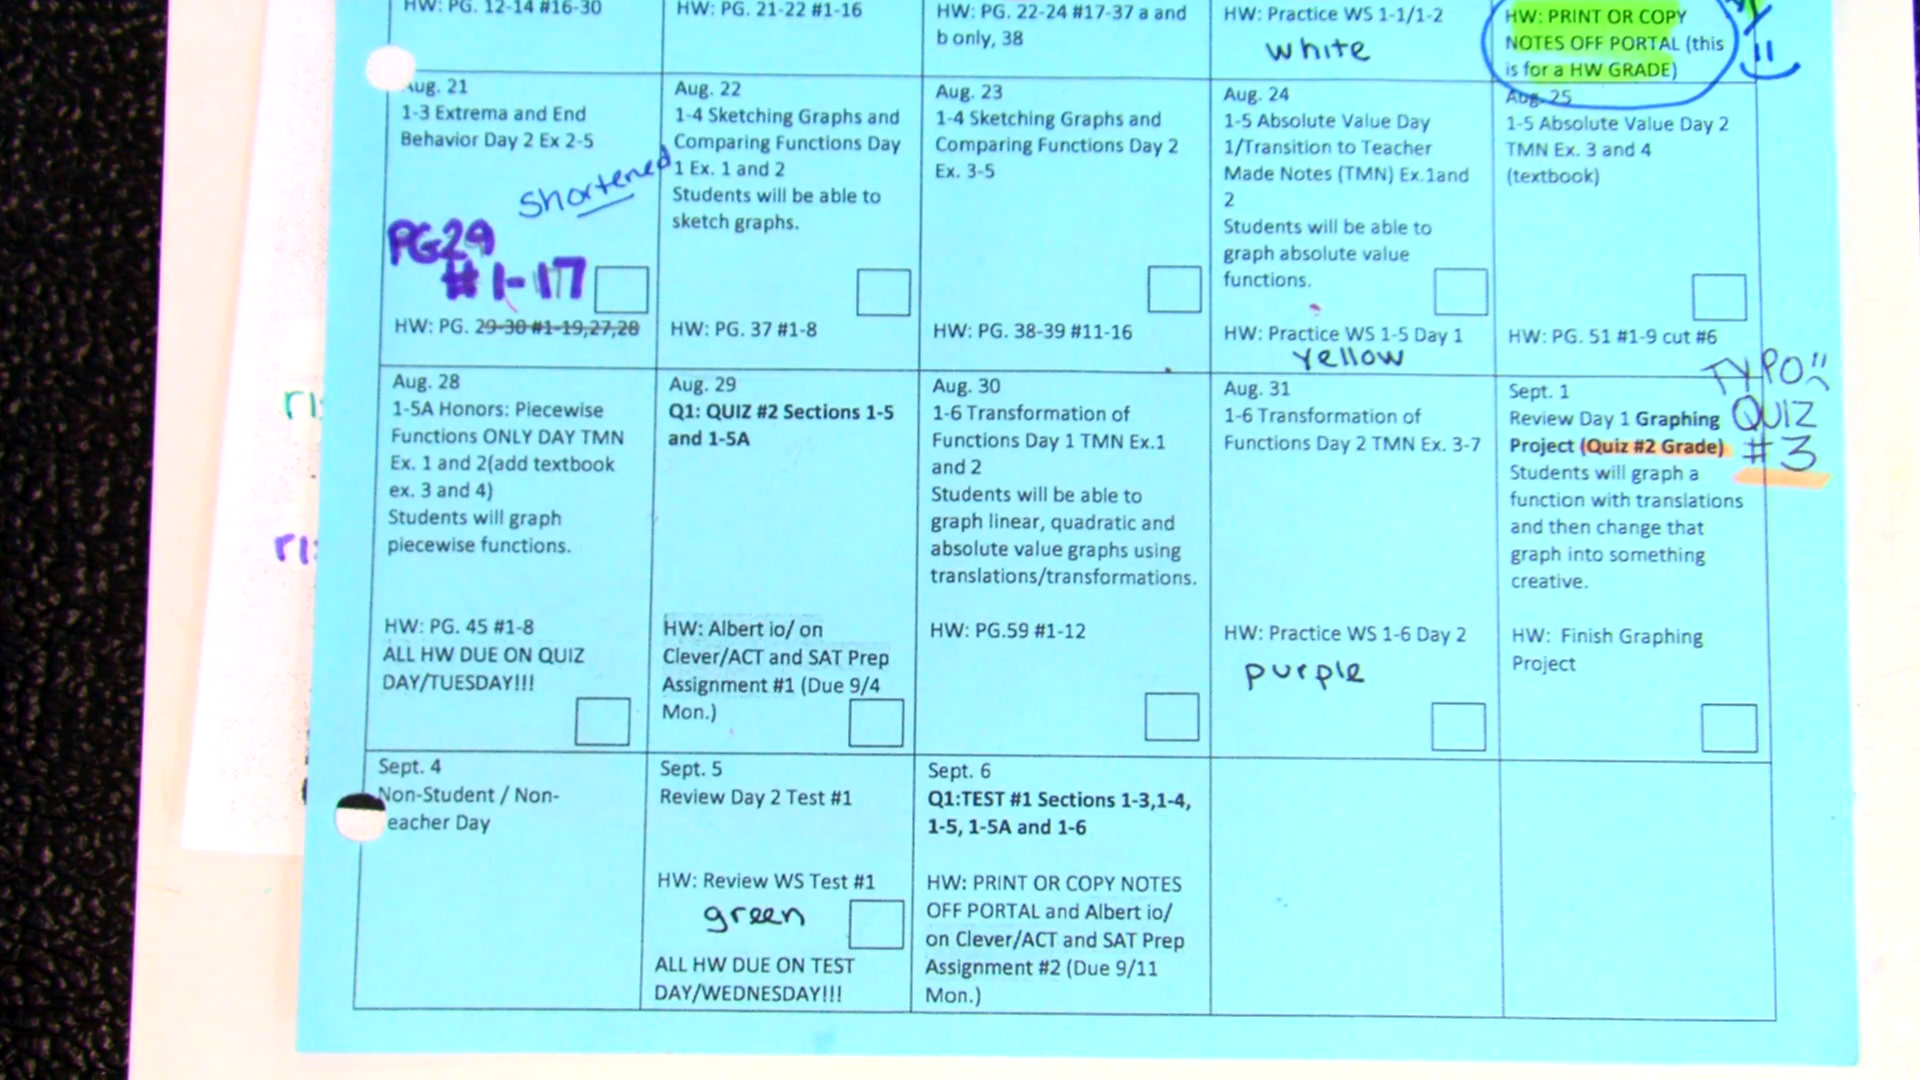 HW: PG. 12-14 #16-30
HW: PG. 21-22 #1-16
HW: PG. 22-24 #17-37 a and
b only, 38
HW: Practice WS 1-1/1-2
white
HW: PRINT OR COPY
NOTES OFF PORTAL (this
is for a HW GRADE)
Aug. 21
1-3 Extrema and End
Behavior Day 2 Ex 2-5
Shortened
PG29
#1-17
HW: PG. 29-30 #1-19,27,28
Aug. 22
1-4 Sketching Graphs and
Comparing Functions Day
1 Ex. 1 and 2
Students will be able to
sketch graphs.
HW: PG. 37 #1-8
Aug. 23
1-4 Sketching Graphs and
Comparing Functions Day 2
Ex. 3-5
HW: PG. 38-39 #11-16
Aug. 24
1-5 Absolute Value Day
1/Transition to Teacher
Made Notes (TMN) Ex.1and
2
Students will be able to
graph absolute value
functions.
HW: Practice WS 1-5 Day 1
Yellow
Aug. 25
1-5 Absolute Value Day 2
TMN Ex. 3 and 4
(textbook)
HW: PG. 51 #1-9 cut #6
Aug. 28
1-5A Honors: Piecewise
Functions ONLY DAY TMN
Ex. 1 and 2(add textbook
ex. 3 and 4)
Students will graph
piecewise functions.
HW: PG. 45 #1-8
ALL HW DUE ON QUIZ
DAY/TUESDAY!!!
Aug. 29
Q1: QUIZ #2 Sections 1-5
and 1-5A
HW: Albert io/ on
Clever/ACT and SAT Prep
Assignment #1 (Due 9/4
Mon.)
Aug. 30
1-6 Transformation of
Functions Day 1 TMN Ex.1
and 2
Students will be able to
graph linear, quadratic and
absolute value graphs using
translations/transformations.
HW: PG.59 #1-12
Aug. 31
1-6 Transformation of
Functions Day 2 TMN Ex. 3-7
HW: Practice WS 1-6 Day 2
purple
Sept. 1
Review Day 1 Graphing
Project (Quiz #2 Grade)
Students will graph a
function with translations
and then change that
graph into something
creative.
HW: Finish Graphing
Project
TYPO
QUIZ
#3
Sept. 4
Non-Student / Non-
eacher Day
Sept. 5
Review Day 2 Test #1
HW: Review WS Test #1
green
ALL HW DUE ON TEST
DAY/WEDNESDAY!!!
Sept. 6
Q1:TEST #1 Sections 1-3,1-4,
1-5, 1-5A and 1-6
HW: PRINT OR COPY NOTES
OFF PORTAL and Albert io/
on Clever/ACT and SAT Prep
Assignment #2 (Due 9/11
Mon.)